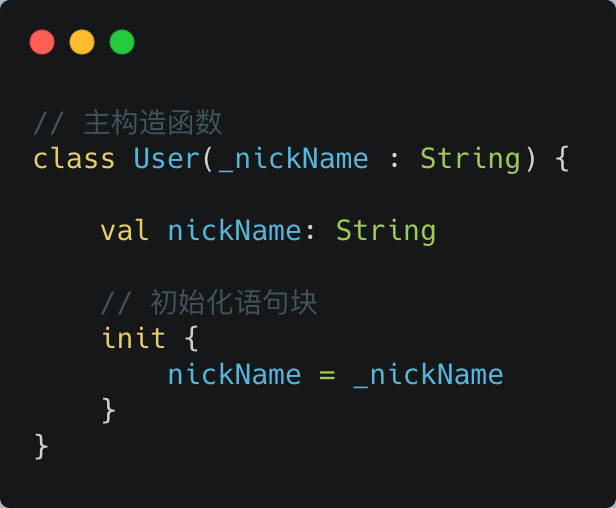 // 主构造函数
class User(_nickName : String) {
val nickName: String
// 初始化语句块
init {
nickName = _nickName
}
}